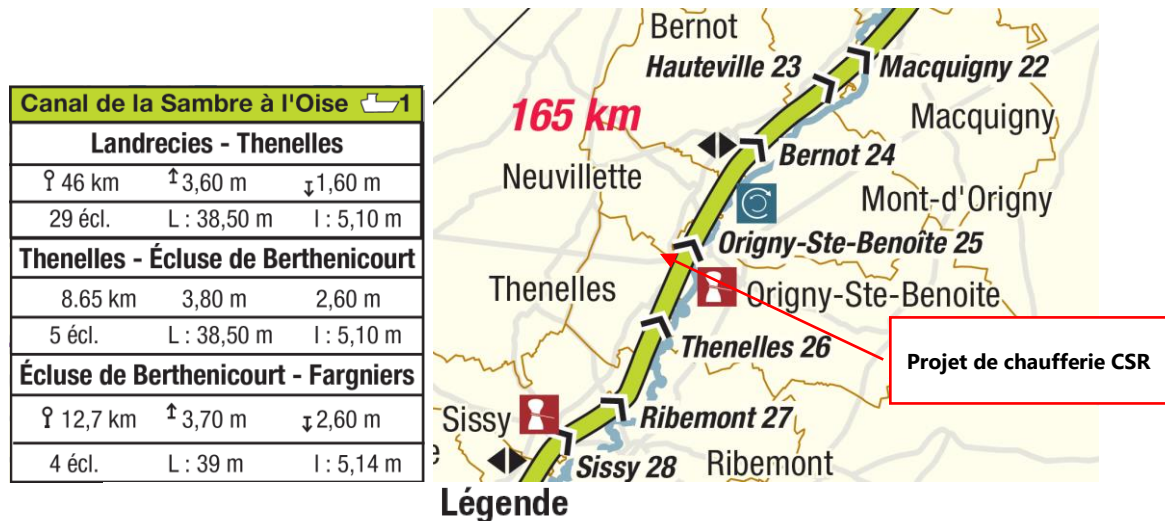 Canal de la Sambre à l'Oise 1
Landrecies - Thenelles
46 km 3,60 m 1,60 m
29 écl. L : 38,50 m l : 5,10 m
Thenelles - Écluse de Berthenicourt
8.65 km 3,80 m 2,60 m
5 écl. L : 38,50 m l : 5,10 m
Écluse de Berthenicourt - Fargniers
12,7 km 3,70 m 2,60 m
4 écl. L : 39 m l : 5,14 m
Bernot
Hauteville 23
Macquigny 22
165 km
Macquigny
Bernot 24
Neuvillette
Mont-d'Origny
Origny-Ste-Benoîte 25
Thenelles
Origny-Ste-Benoite
Thenelles 26
Projet de chaufferie CSR
Sissy
Ribemont 27
Sissy 28
Ribemont
Légende